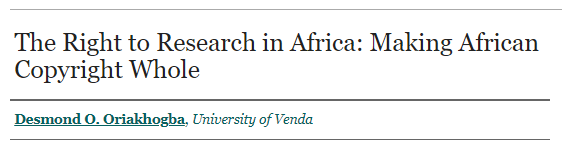 The Right to Research in Africa: Making African
Copyright Whole
Desmond O. Oriakhogba, University of Venda